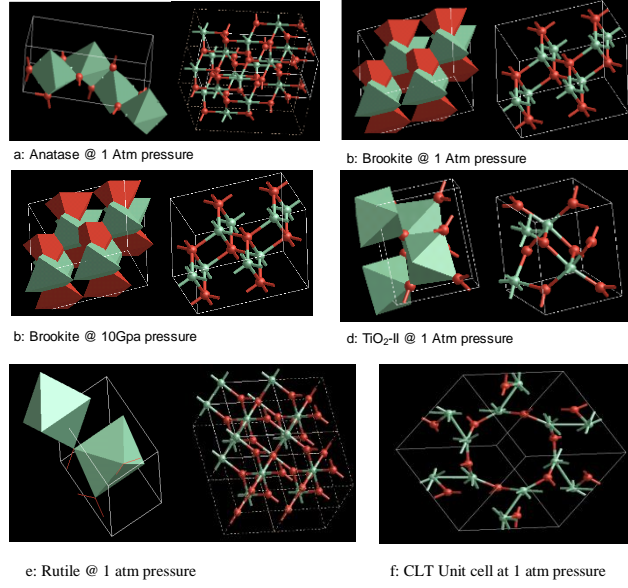 a: Anatase @ 1 Atm pressure
b: Brookite @ 1 Atm pressure
b: Brookite @ 10Gpa pressure
d: TiO₂-II @ 1 Atm pressure
e: Rutile @ 1 atm pressure
f: CLT Unit cell at 1 atm pressure